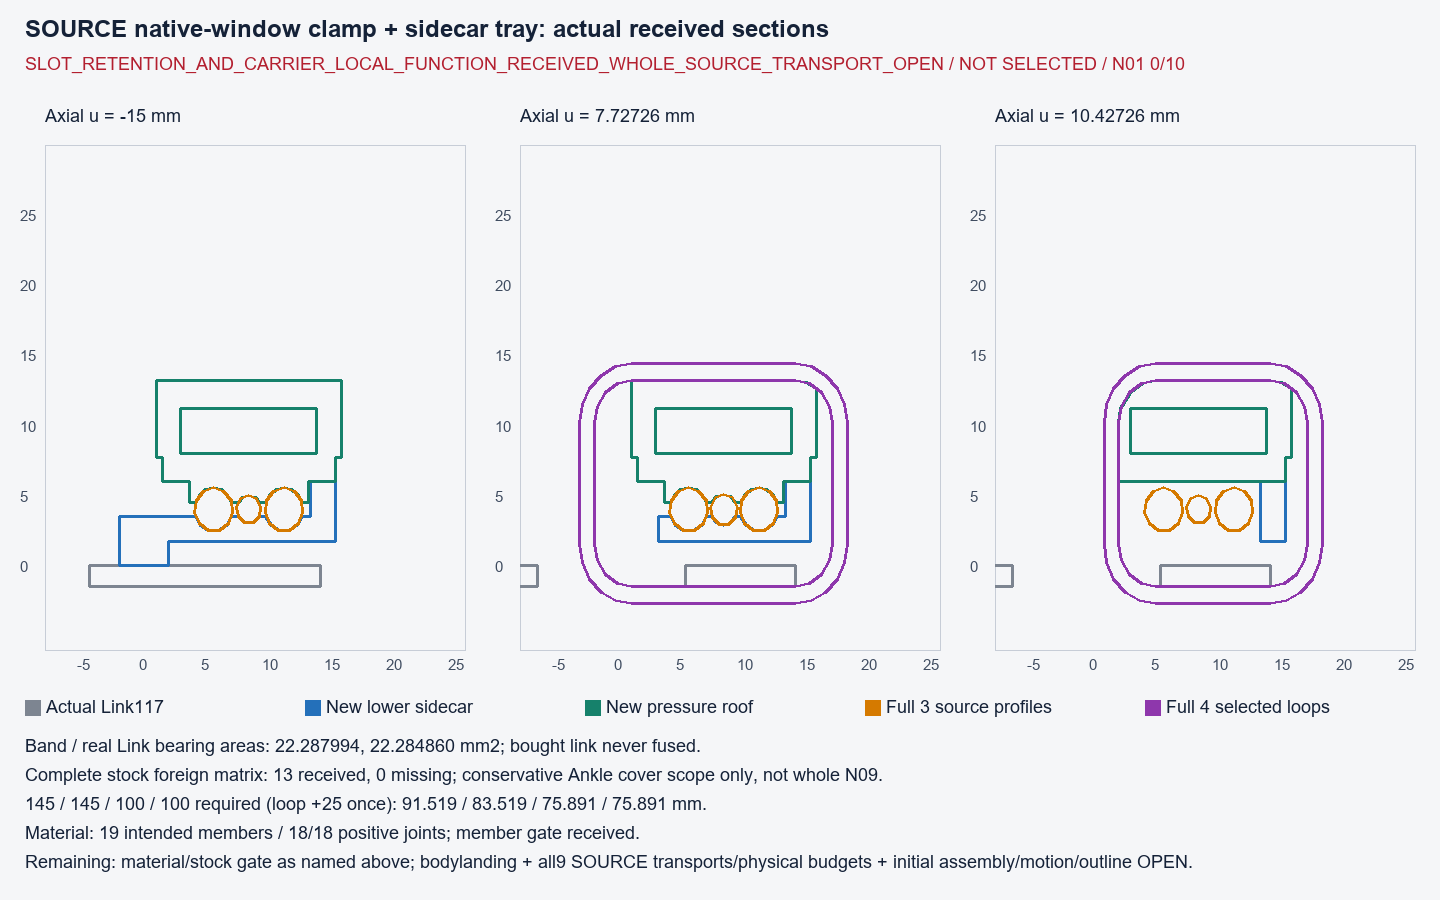 SOURCE native-window clamp + sidecar tray: actual received sections
SLOT_RETENTION_AND_CARRIER_LOCAL_FUNCTION_RECEIVED_WHOLE_SOURCE_TRANSPORT_OPEN / NOT SELECTED / N01 0/10
Axial u = -15 mm
25
20
15
10
5
0
-5 0 5 10 15 20 25
Axial u = 7.72726 mm
25
20
15
10
5
0
-5 0 5 10 15 20 25
Axial u = 10.42726 mm
25
20
15
10
5
0
-5 0 5 10 15 20 25
Actual Link117
New lower sidecar
New pressure roof
Full 3 source profiles
Full 4 selected loops
Band / real Link bearing areas: 22.287994, 22.284860 mm2; bought link never fused.
Complete stock foreign matrix: 13 received, 0 missing; conservative Ankle cover scope only, not whole N09.
145 / 145 / 100 / 100 required (loop +25 once): 91.519 / 83.519 / 75.891 / 75.891 mm.
Material: 19 intended members / 18/18 positive joints; member gate received.
Remaining: material/stock gate as named above; bodylanding + all9 SOURCE transports/physical budgets + initial assembly/motion/outline OPEN.